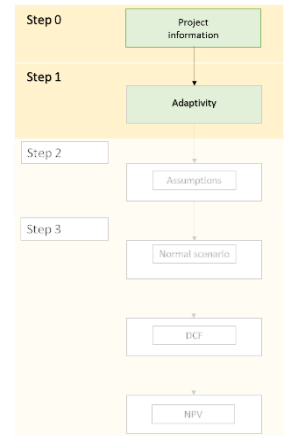 Step 0
Project
information
Step 1
Adaptivity
Step 2
Assumptions
Step 3
Normal scenario
DCF
NPV